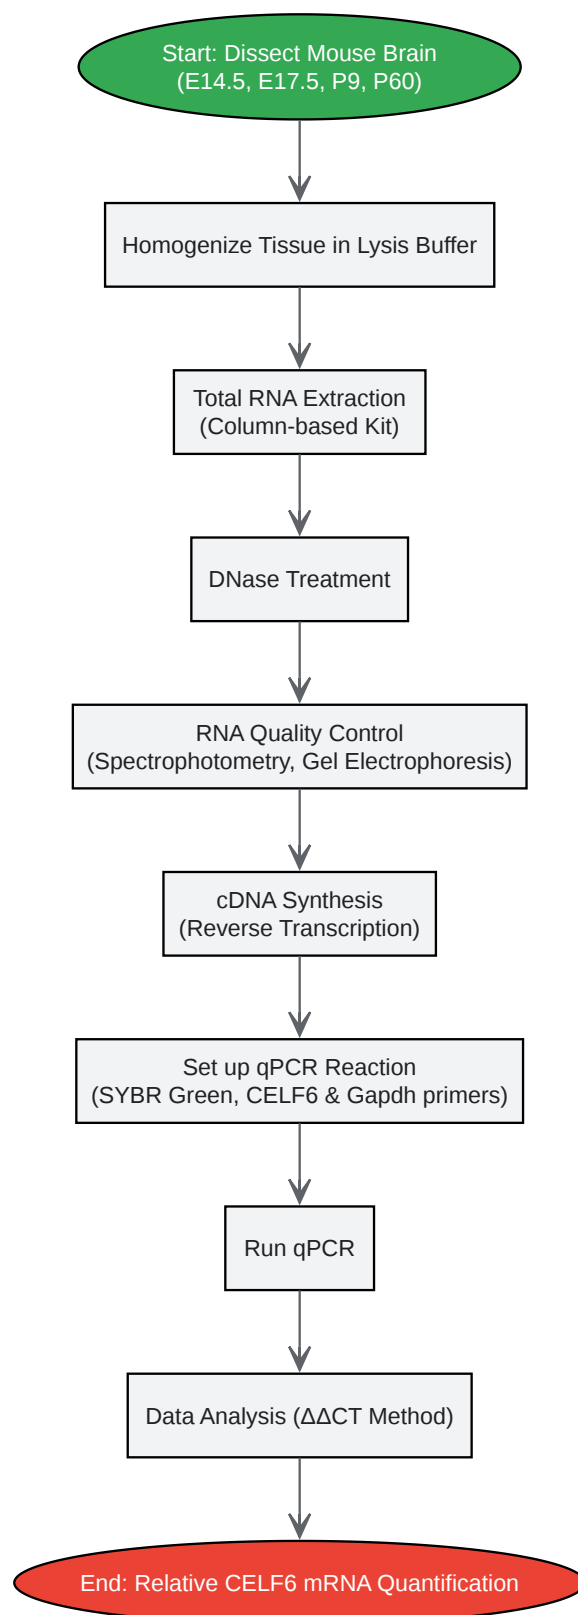 Start: Dissect Mouse Brain
(E14.5, E17.5, P9, P60)
Homogenize Tissue in Lysis Buffer
Total RNA Extraction
(Column-based Kit)
DNase Treatment
RNA Quality Control
(Spectrophotometry, Gel Electrophoresis)
cDNA Synthesis
(Reverse Transcription)
Set up qPCR Reaction
(SYBR Green, CELF6 & Gapdh primers)
Run qPCR
Data Analysis (ΔΔCT Method)
End: Relative CELF6 mRNA Quantification